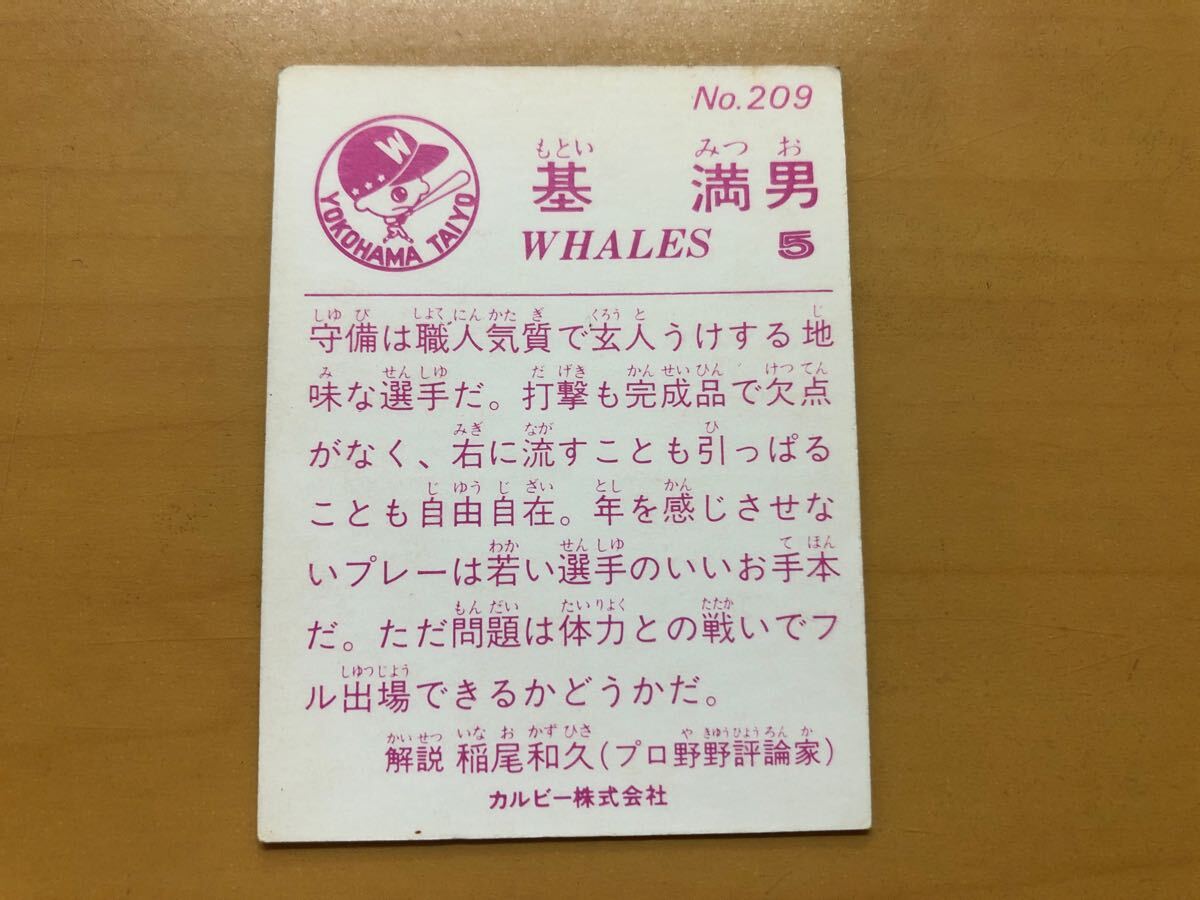 No.209
W
YOKOHAMA TAIYO
もとい みつ お
基 満男
WHALES 5
しゆ び しよく にん かた ぎ くろう と じ
守備は職人気質で玄人うけする地
み せん しゆ だ げき かん せい ひん けつ てん
味な選手だ。打撃も完成品で欠点
みぎ なが ひ
がなく、右に流すことも引っぱる
じ ゆう じ ざい とし かん
ことも自由自在。年を感じさせな
わか せん しゆ て ほん
いプレーは若い選手のいいお手本
もん だい たい りよく たたか
だ。ただ問題は体力との戦いでフ
しゆつ じよう
ル出場できるかどうかだ。
かい せつ いな お かず ひさ や きゆう ひよう ろん か
解説 稲尾和久(プロ野野評論家)
カルビー株式会社